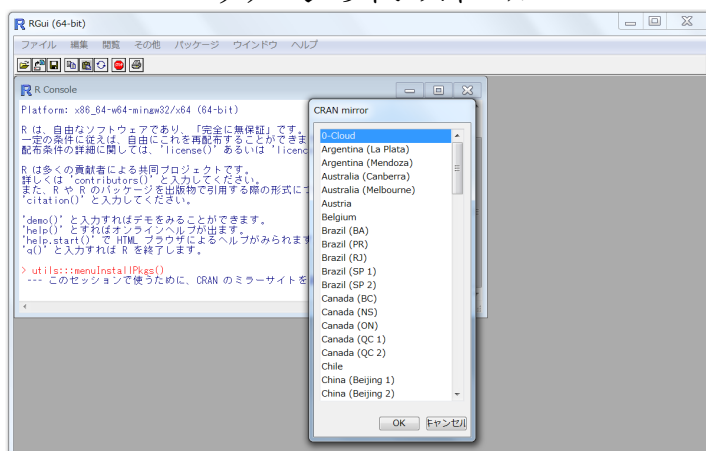 RGui (64-bit)
ファイル 編集 閲覧 その他 パッケージ ウインドウ ヘルプ
STOP
R Console
Platform: x86_64-w64-mingw32/x64 (64-bit)
R は、自由なソフトウェアであり、「完全に無保証」です。
一定の条件に従えば、自由にこれを再配布することができま
配布条件の詳細に関しては、'license()' あるいは 'licenc
R は多くの貢献者による共同プロジェクトです。
詳しくは 'contributors()' と入力してください。
また、R や R のパッケージを出版物で引用する際の形式につ
'citation()' と入力してください。
'demo()' と入力すればデモをみることができます。
'help()' とすればオンラインヘルプが出ます。
'help.start()' で HTML ブラウザによるヘルプがみられます
'q()' と入力すれば R を終了します。
> utils:::menuInstallPkgs()
--- このセッションで使うために、CRAN のミラーサイトを
CRAN mirror
0-Cloud
Argentina (La Plata)
Argentina (Mendoza)
Australia (Canberra)
Australia (Melbourne)
Austria
Belgium
Brazil (BA)
Brazil (PR)
Brazil (RJ)
Brazil (SP 1)
Brazil (SP 2)
Canada (BC)
Canada (NS)
Canada (ON)
Canada (QC 1)
Canada (QC 2)
Chile
China (Beijing 1)
China (Beijing 2)
OK キャンセル